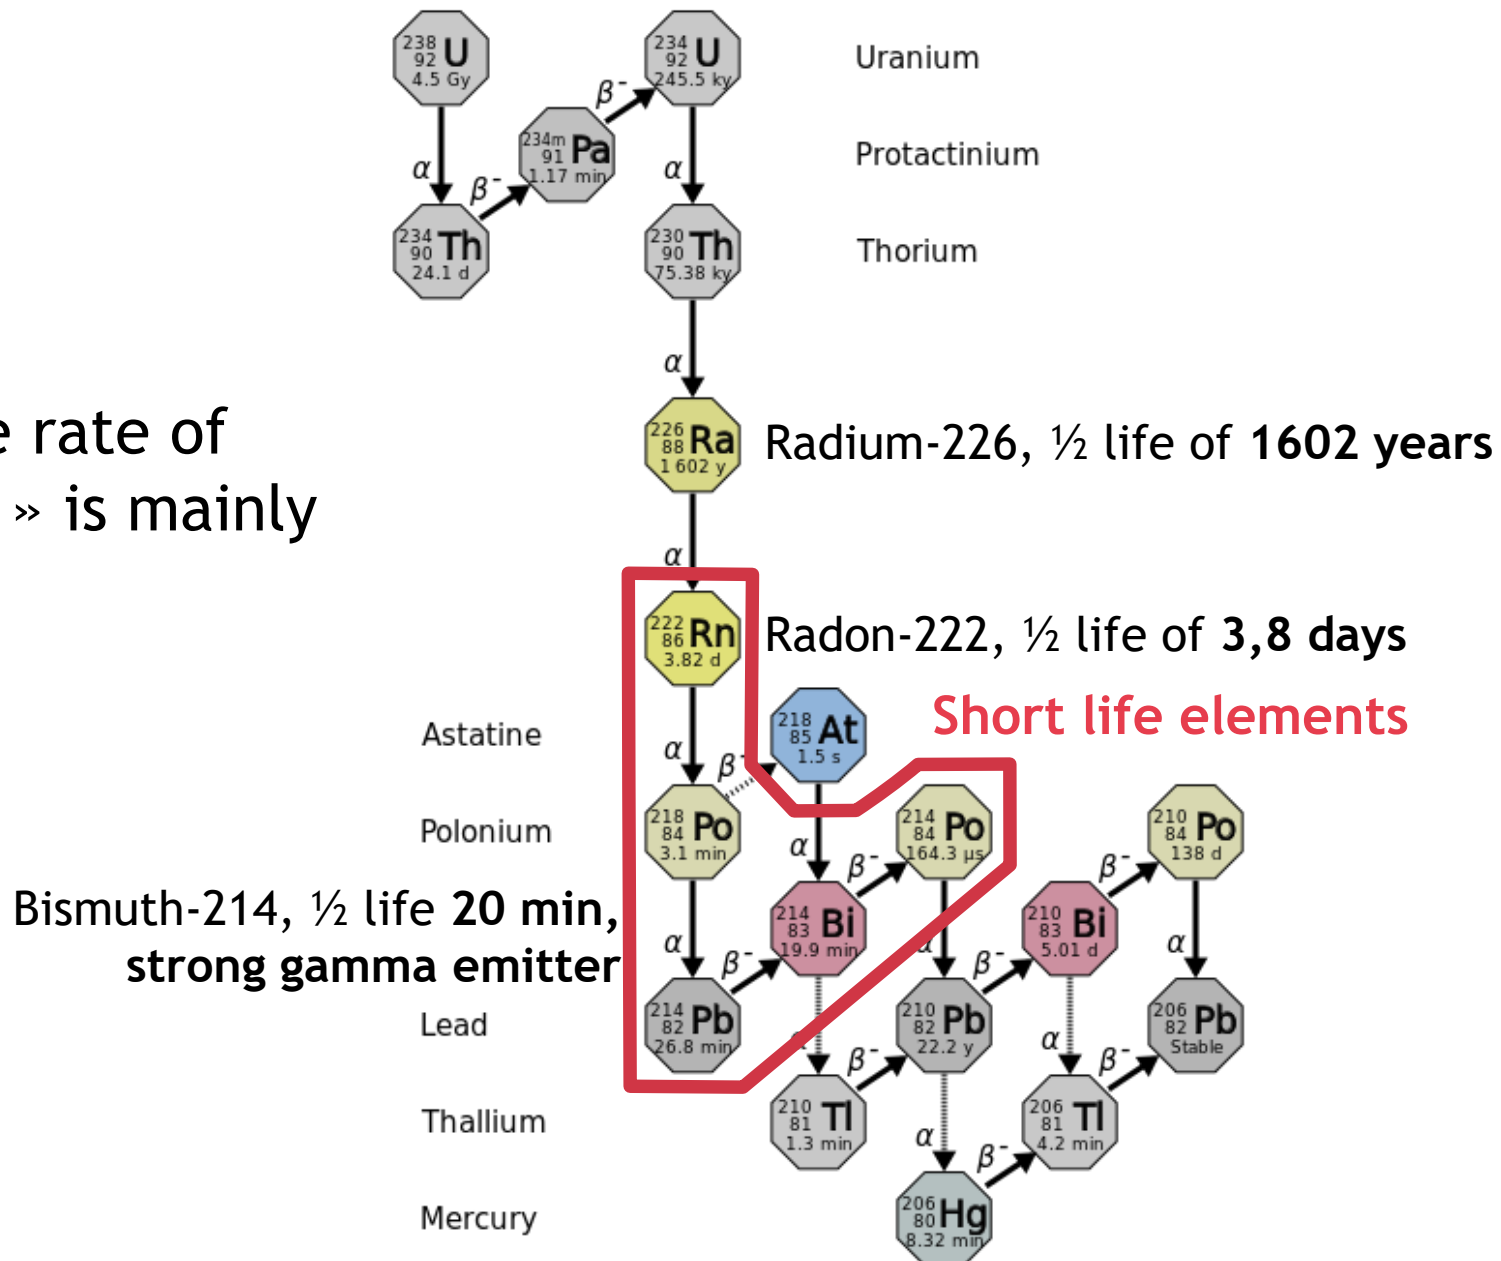 238
92 U
4.5 Gy
234
92 U
245.5 ky
Uranium
β-
234m
91 Pa
1.17 min
Protactinium
α
β-
α
234
90 Th
24.1 d
230
90 Th
75.38 ky
Thorium
α
e rate of
» is mainly
226
88 Ra
1 602 y
Radium-226, ½ life of 1602 years
α
222
86 Rn
3.82 d
Radon-222, ½ life of 3,8 days
Short life elements
Astatine
α
β-
218
85 At
1.5 s
Polonium
218
84 Po
3.1 min
α
β-
214
84 Po
164.3 µs
β-
210
84 Po
138 d
Bismuth-214, ½ life 20 min,
strong gamma emitter
α
β-
214
83 Bi
19.9 min
α
β-
210
83 Bi
5.01 d
α
Lead
214
82 Pb
26.8 min
α
β-
210
82 Pb
22.2 y
α
β-
206
82 Pb
Stable
Thallium
210
81 Tl
1.3 min
α
β-
206
81 Tl
4.2 min
Mercury
206
80 Hg
8.32 min